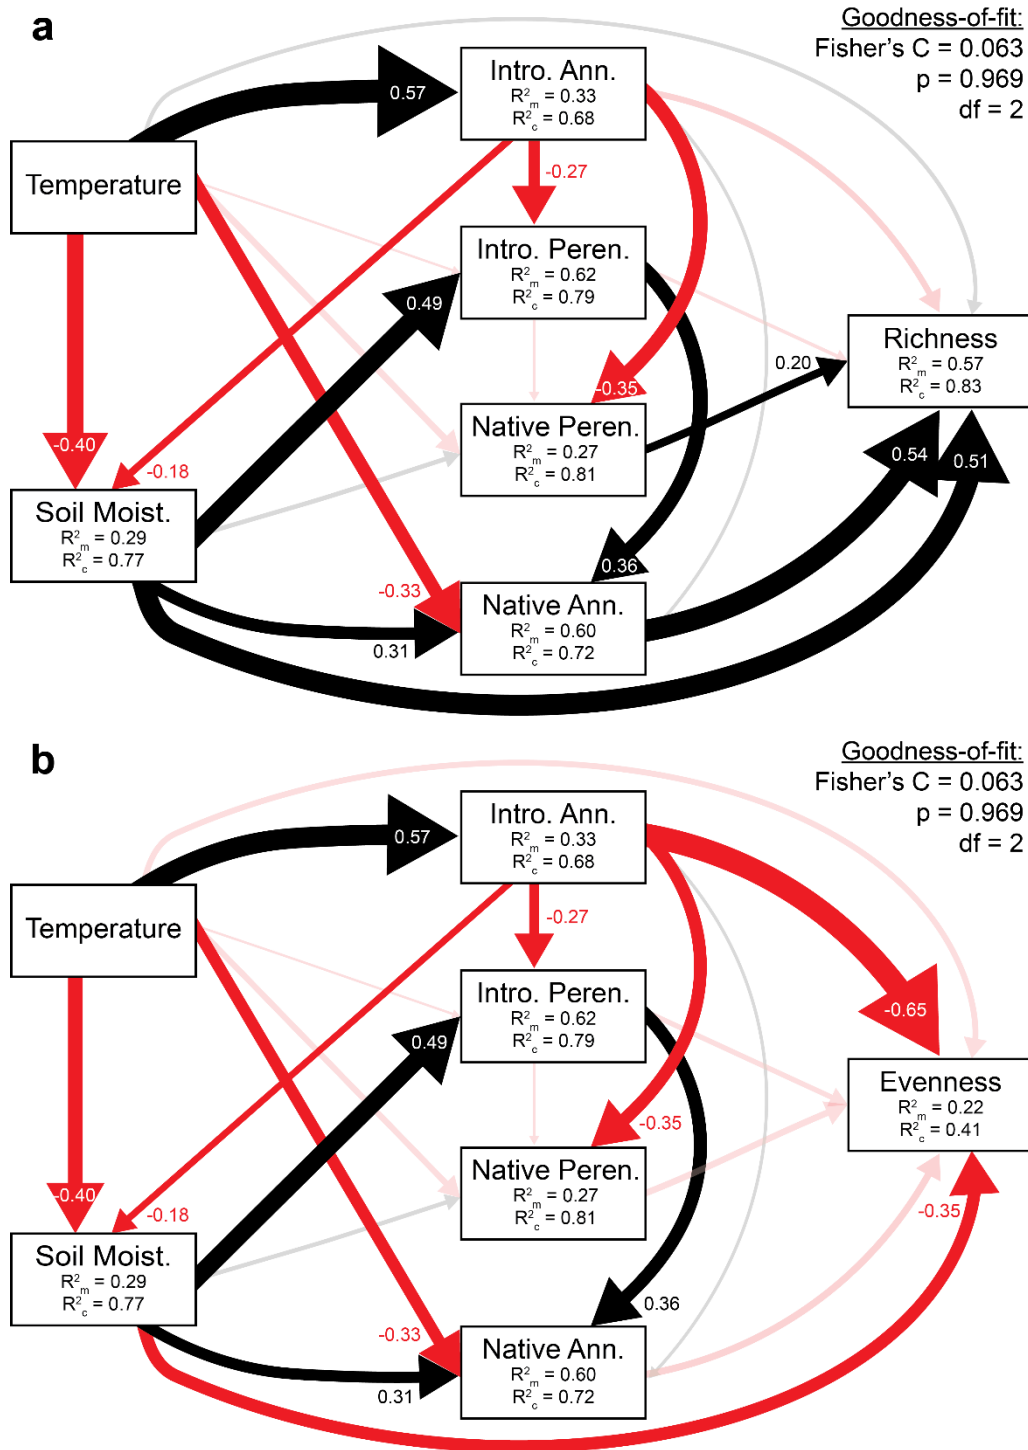 a
Goodness-of-fit:
Fisher's C = 0.063
p = 0.969
df = 2
Intro. Ann.
R²m = 0.33
R²c = 0.68
0.57
Temperature
-0.27
Intro. Peren.
R²m = 0.62
R²c = 0.79
0.49
Richness
R²m = 0.57
R²c = 0.83
0.20
-0.35
Native Peren.
R²m = 0.27
R²c = 0.81
-0.40
-0.18
0.54
0.51
Soil Moist.
R²m = 0.29
R²c = 0.77
0.36
-0.33
Native Ann.
R²m = 0.60
R²c = 0.72
0.31
b
Goodness-of-fit:
Fisher's C = 0.063
p = 0.969
df = 2
Intro. Ann.
R²m = 0.33
R²c = 0.68
0.57
Temperature
-0.27
Intro. Peren.
R²m = 0.62
R²c = 0.79
0.49
-0.65
Evenness
R²m = 0.22
R²c = 0.41
-0.35
Native Peren.
R²m = 0.27
R²c = 0.81
-0.40
-0.18
-0.35
Soil Moist.
R²m = 0.29
R²c = 0.77
0.36
-0.33
Native Ann.
R²m = 0.60
R²c = 0.72
0.31